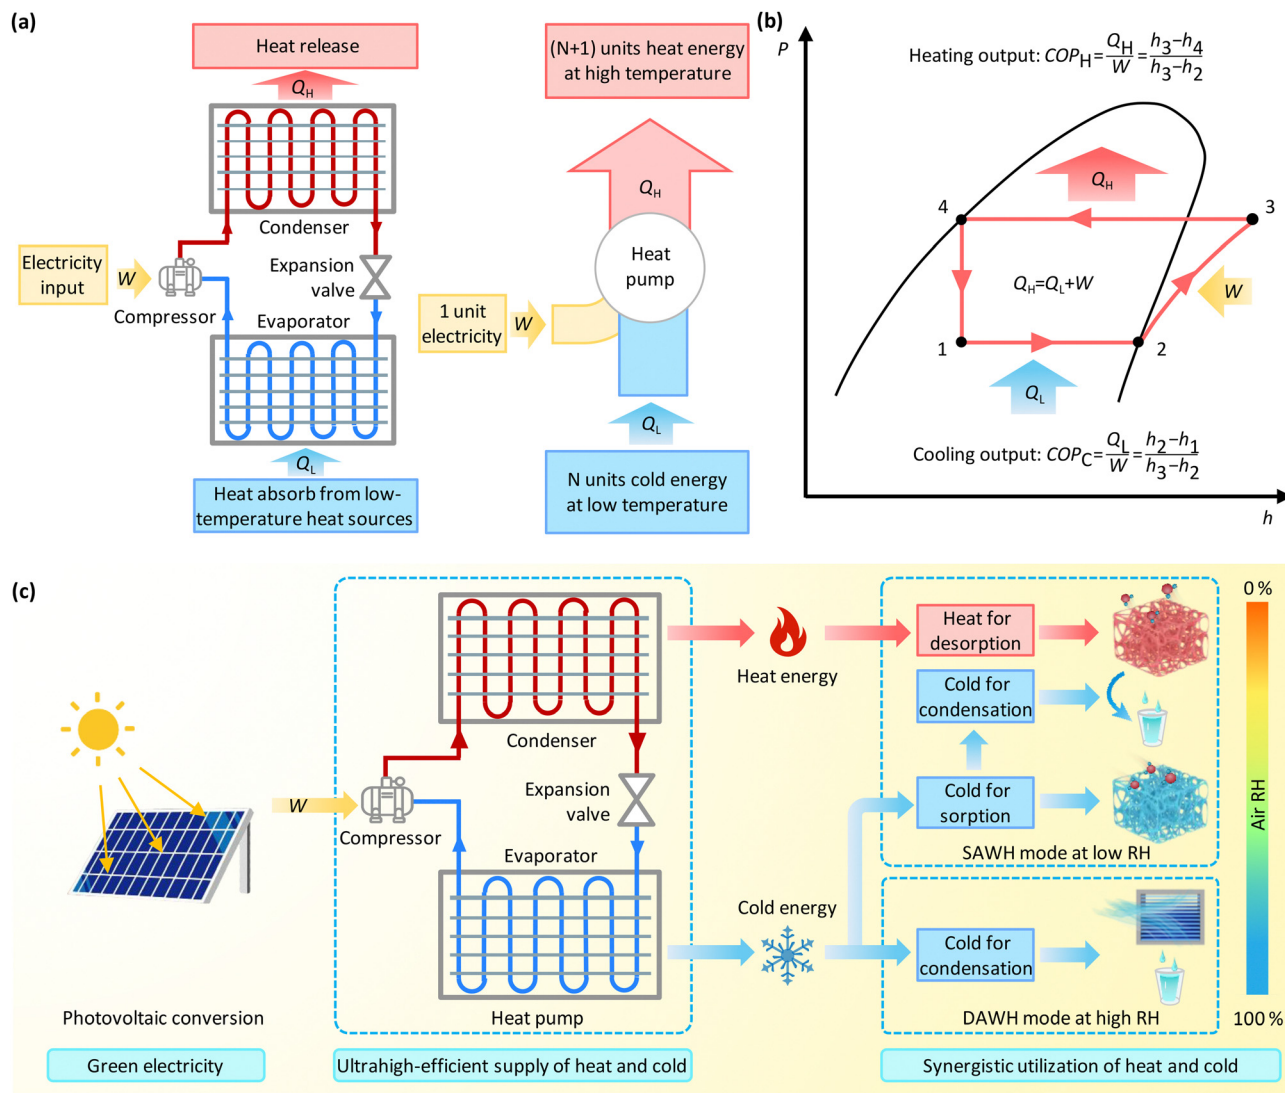 (a)
Heat release
Q_H
Condenser
Electricity
input
W
Compressor
Expansion
valve
Evaporator
Q_L
Heat absorb from low-
temperature heat sources
(N+1) units heat energy
at high temperature
Q_H
Heat
pump
1 unit
electricity
W
Q_L
N units cold energy
at low temperature
(b)
P
Heating output: COP_H = Q_H/W = (h_3−h_4)/(h_3−h_2)
Q_H
4
3
Q_H=Q_L+W
W
1
2
Q_L
Cooling output: COP_C = Q_L/W = (h_2−h_1)/(h_3−h_2)
h
(c)
W
Condenser
Compressor
Expansion
valve
Evaporator
Heat pump
Heat energy
Cold energy
Heat for
desorption
Cold for
condensation
Cold for
sorption
SAWH mode at low RH
Cold for
condensation
DAWH mode at high RH
0 %
Air RH
100 %
Photovoltaic conversion
Green electricity
Ultrahigh-efficient supply of heat and cold
Synergistic utilization of heat and cold